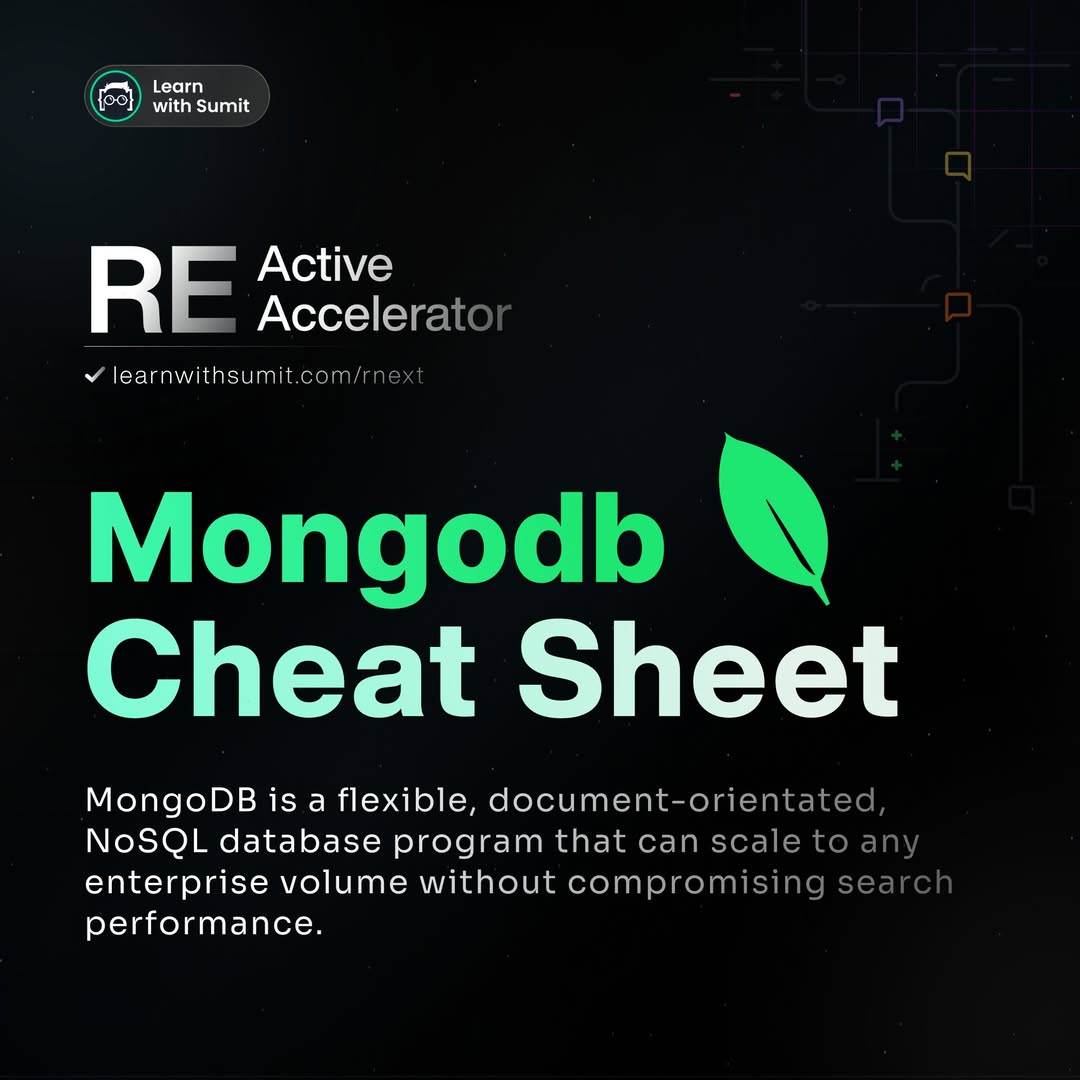 Learn
with Sumit
RE Active
Accelerator
learnwithsumit.com/rnext
Mongodb
Cheat Sheet
MongoDB is a flexible, document-orientated,
NoSQL database program that can scale to any
enterprise volume without compromising search
performance.